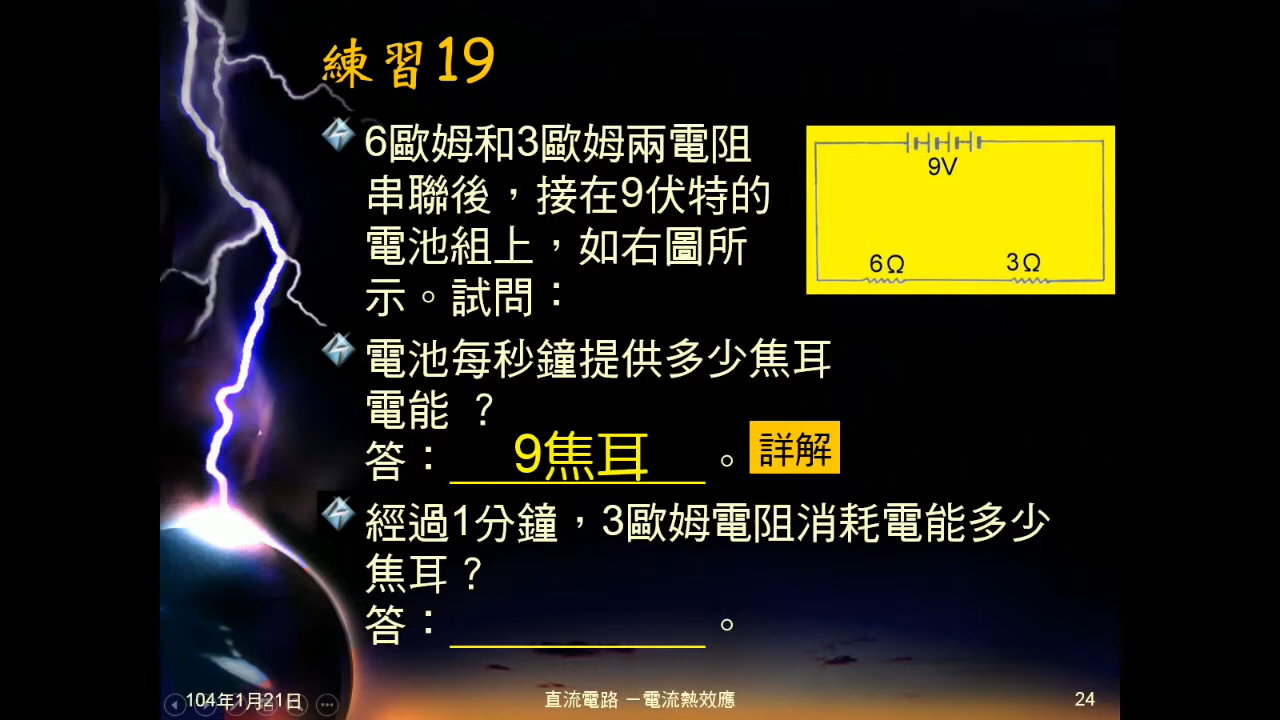 練習19
6歐姆和3歐姆兩電阻
串聯後，接在9伏特的
電池組上，如右圖所
示。試問：
9V
6Ω
3Ω
電池每秒鐘提供多少焦耳
電能 ？
答：9焦耳。
詳解
經過1分鐘，3歐姆電阻消耗電能多少
焦耳？
答：＿＿＿＿＿＿。
104年1月21日
直流電路 －電流熱效應
24